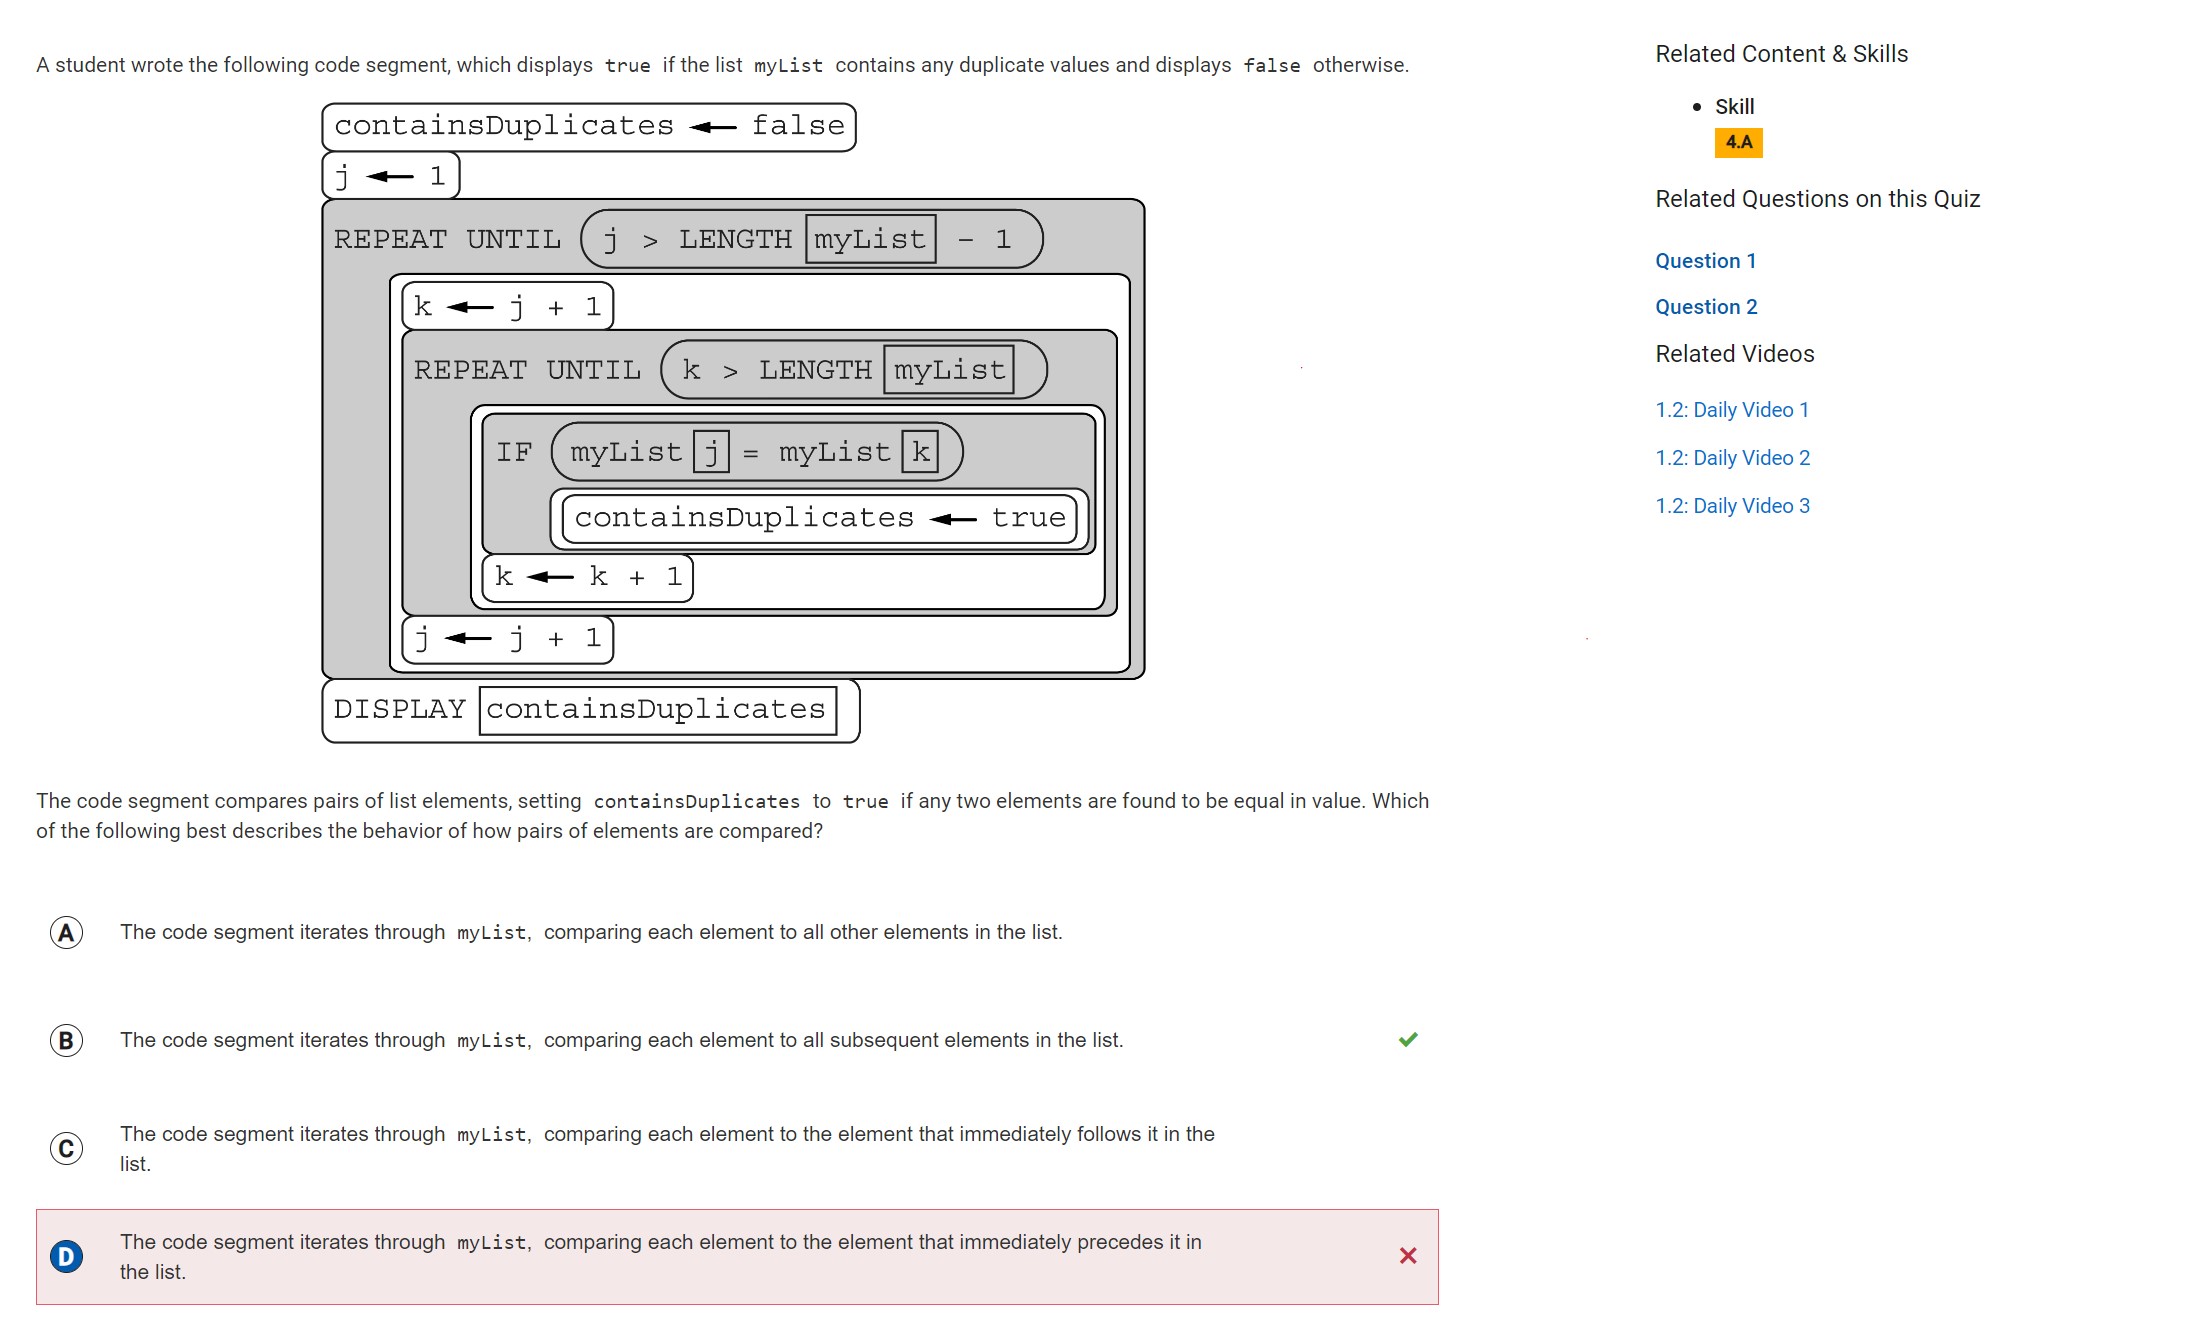 A student wrote the following code segment, which displays true if the list myList contains any duplicate values and displays false otherwise.
containsDuplicates ← false
j ← 1
REPEAT UNTIL j > LENGTH myList - 1
k ← j + 1
REPEAT UNTIL k > LENGTH myList
IF myList j = myList k
containsDuplicates ← true
k ← k + 1
j ← j + 1
DISPLAY containsDuplicates
The code segment compares pairs of list elements, setting containsDuplicates to true if any two elements are found to be equal in value. Which
of the following best describes the behavior of how pairs of elements are compared?
A The code segment iterates through myList, comparing each element to all other elements in the list.
B The code segment iterates through myList, comparing each element to all subsequent elements in the list.
C The code segment iterates through myList, comparing each element to the element that immediately follows it in the
list.
D The code segment iterates through myList, comparing each element to the element that immediately precedes it in
the list.
Related Content & Skills
• Skill
4.A
Related Questions on this Quiz
Question 1
Question 2
Related Videos
1.2: Daily Video 1
1.2: Daily Video 2
1.2: Daily Video 3